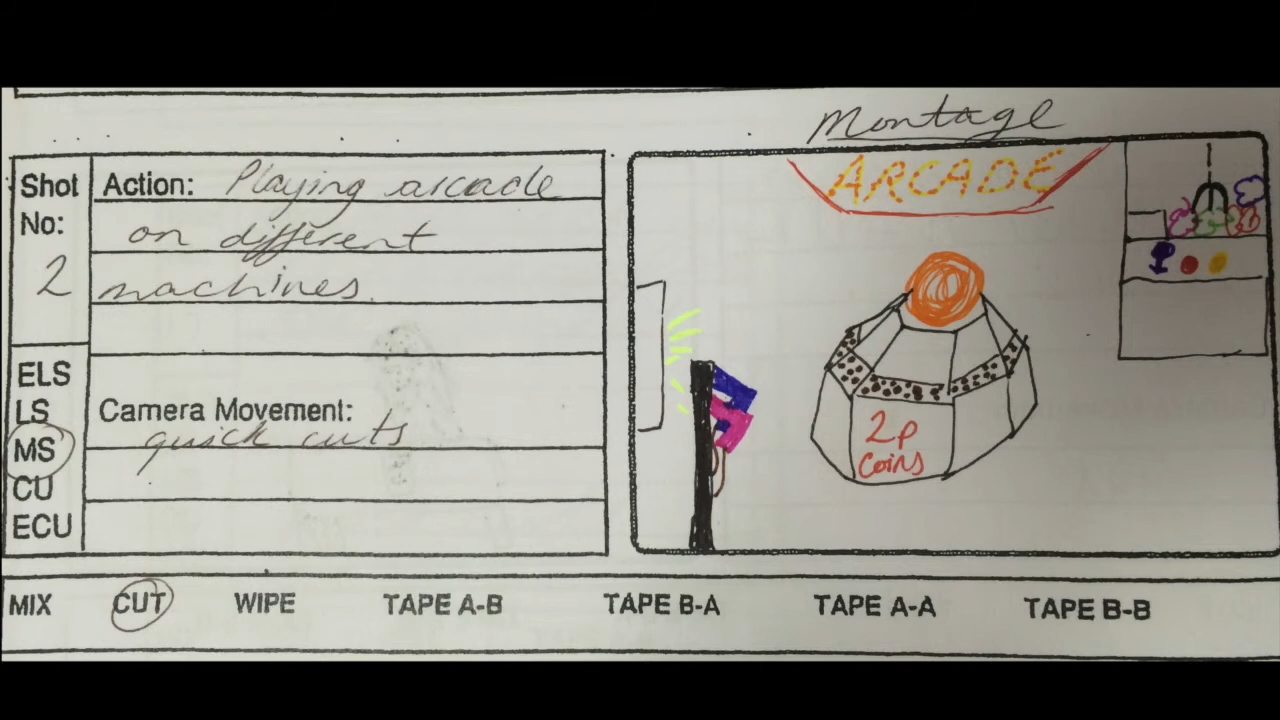 Montage
Shot
No:
2
Action: Playing arcade
on different
machines.
ELS
LS
MS
CU
ECU
Camera Movement:
quick cuts
ARCADE
2p
coins
MIX CUT WIPE TAPE A-B TAPE B-A TAPE A-A TAPE B-B